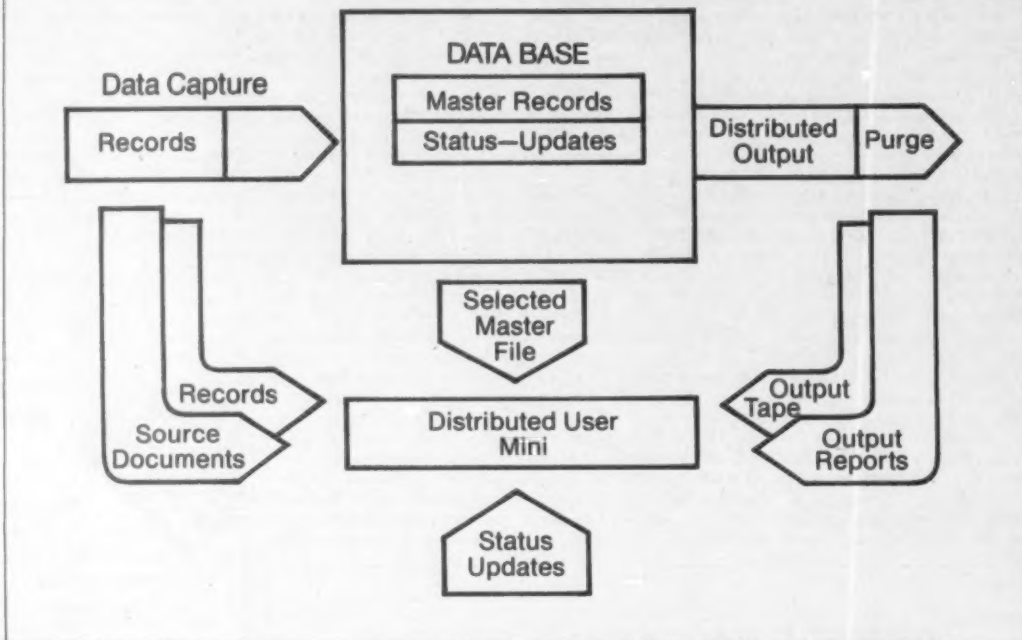 DATA BASE
Master Records
Status—Updates
Data Capture
Records
Distributed
Output
Purge
Selected
Master
File
Records
Source
Documents
Distributed User
Mini
Output
Tape
Output
Reports
Status
Updates